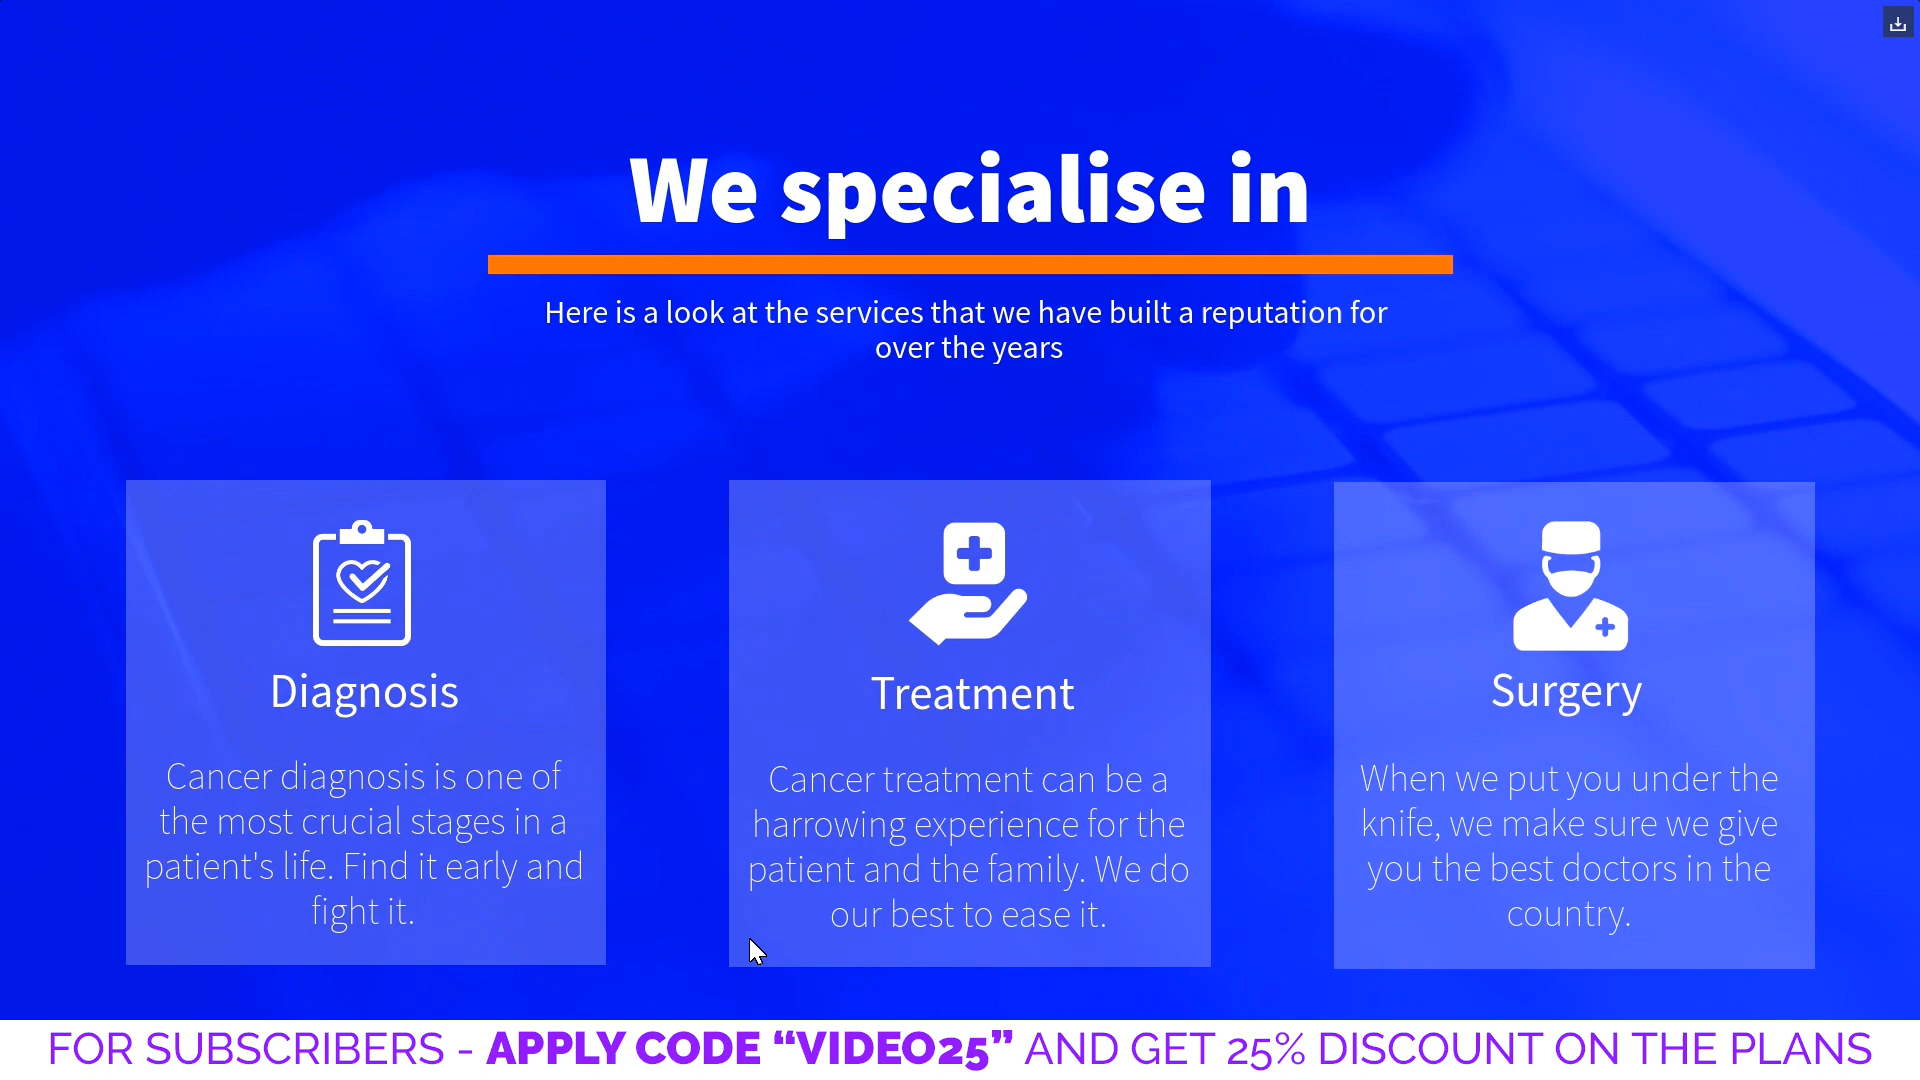 We specialise in
Here is a look at the services that we have built a reputation for
over the years
Diagnosis
Cancer diagnosis is one of
the most crucial stages in a
patient's life. Find it early and
fight it.
Treatment
Cancer treatment can be a
harrowing experience for the
patient and the family. We do
our best to ease it.
Surgery
When we put you under the
knife, we make sure we give
you the best doctors in the
country.
FOR SUBSCRIBERS - APPLY CODE “VIDEO25” AND GET 25% DISCOUNT ON THE PLANS